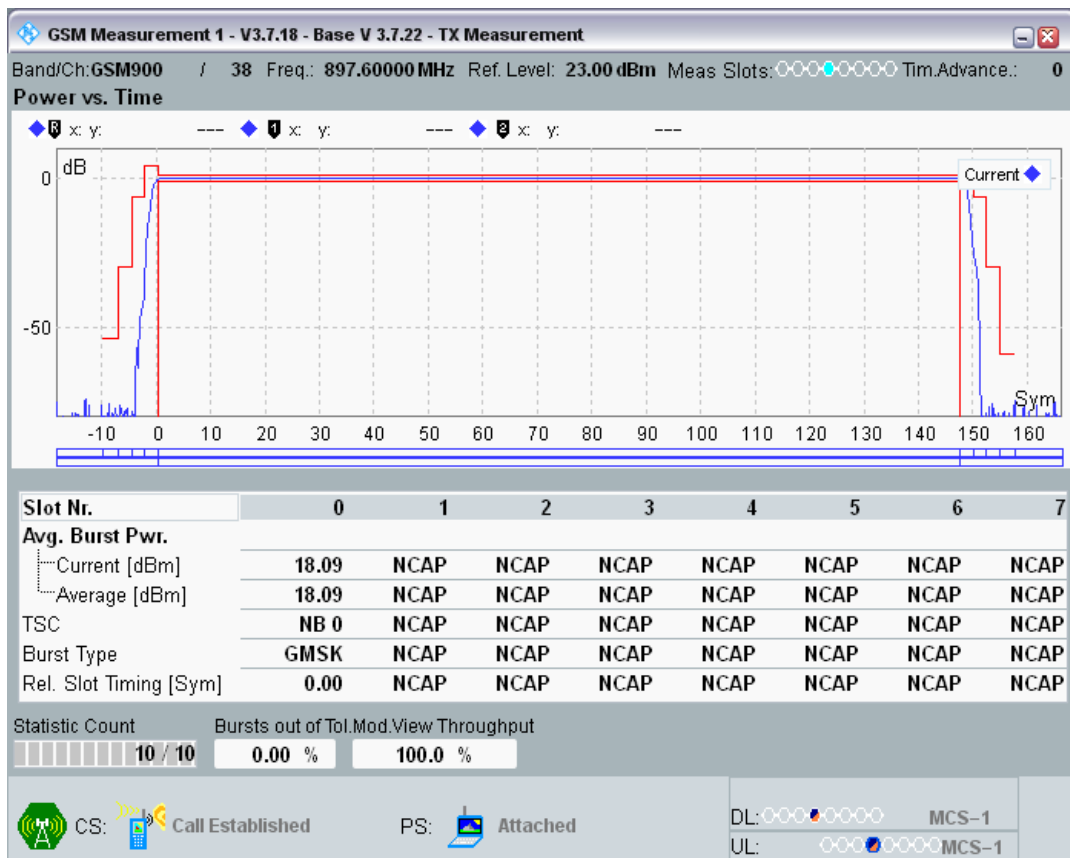 GSM Measurement 1 - V3.7.18 - Base V 3.7.22 - TX Measurement
Band/Ch:GSM900 / 38 Freq.: 897.60000 MHz Ref. Level: 23.00 dBm Meas Slots: Tim.Advance.: 0
Power vs. Time
R x: y: --- 1 x: y: --- 2 x: y: ---
dB
Current
0
-50
Sym
-10 0 10 20 30 40 50 60 70 80 90 100 110 120 130 140 150 160
Slot Nr. 0 1 2 3 4 5 6 7
Avg. Burst Pwr.
Current [dBm] 18.09 NCAP NCAP NCAP NCAP NCAP NCAP NCAP
Average [dBm] 18.09 NCAP NCAP NCAP NCAP NCAP NCAP NCAP
TSC NB 0 NCAP NCAP NCAP NCAP NCAP NCAP NCAP
Burst Type GMSK NCAP NCAP NCAP NCAP NCAP NCAP NCAP
Rel. Slot Timing [Sym] 0.00 NCAP NCAP NCAP NCAP NCAP NCAP NCAP
Statistic Count Bursts out of Tol.Mod.View Throughput
10 / 10 0.00 % 100.0 %
CS: Call Established PS: Attached
DL: MCS-1
UL: MCS-1